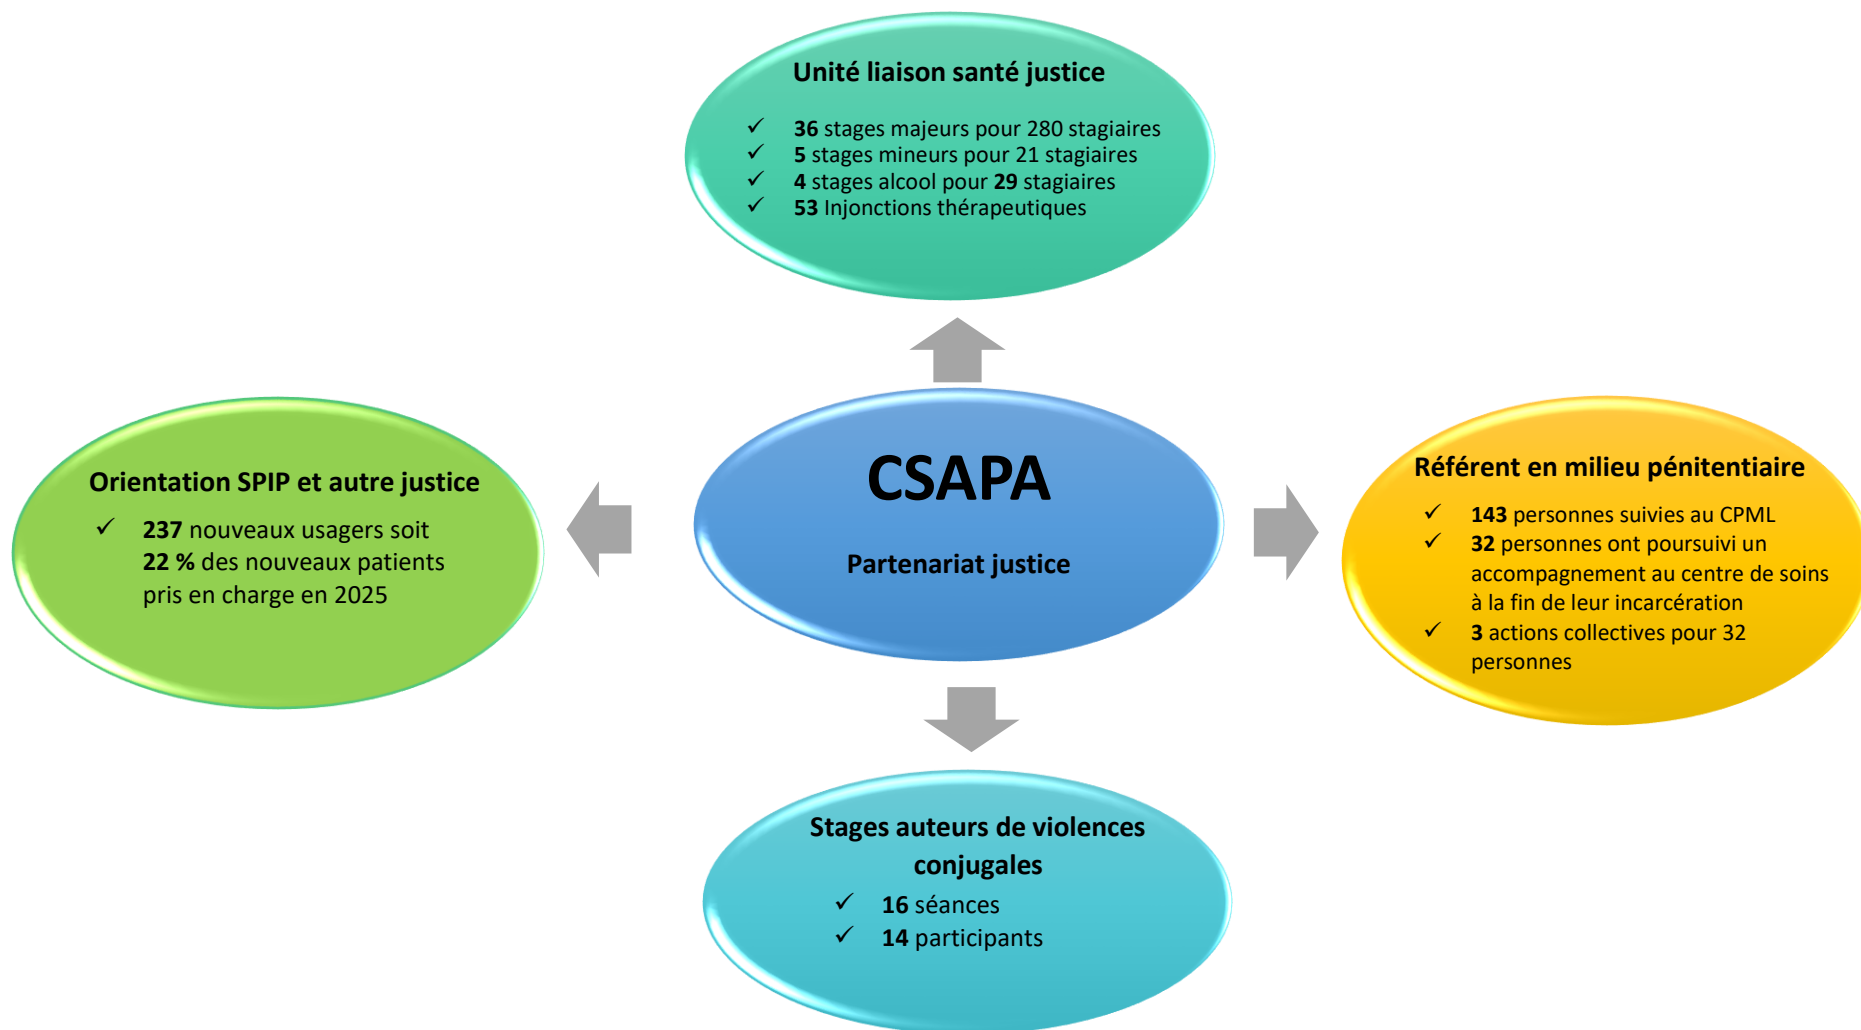 Unité liaison santé justice
✓ 36 stages majeurs pour 280 stagiaires
✓ 5 stages mineurs pour 21 stagiaires
✓ 4 stages alcool pour 29 stagiaires
✓ 53 Injonctions thérapeutiques
Orientation SPIP et autre justice
✓ 237 nouveaux usagers soit
22 % des nouveaux patients
pris en charge en 2025
CSAPA
Partenariat justice
Référent en milieu pénitentiaire
✓ 143 personnes suivies au CPML
✓ 32 personnes ont poursuivi un
accompagnement au centre de soins
à la fin de leur incarcération
✓ 3 actions collectives pour 32
personnes
Stages auteurs de violences
conjugales
✓ 16 séances
✓ 14 participants